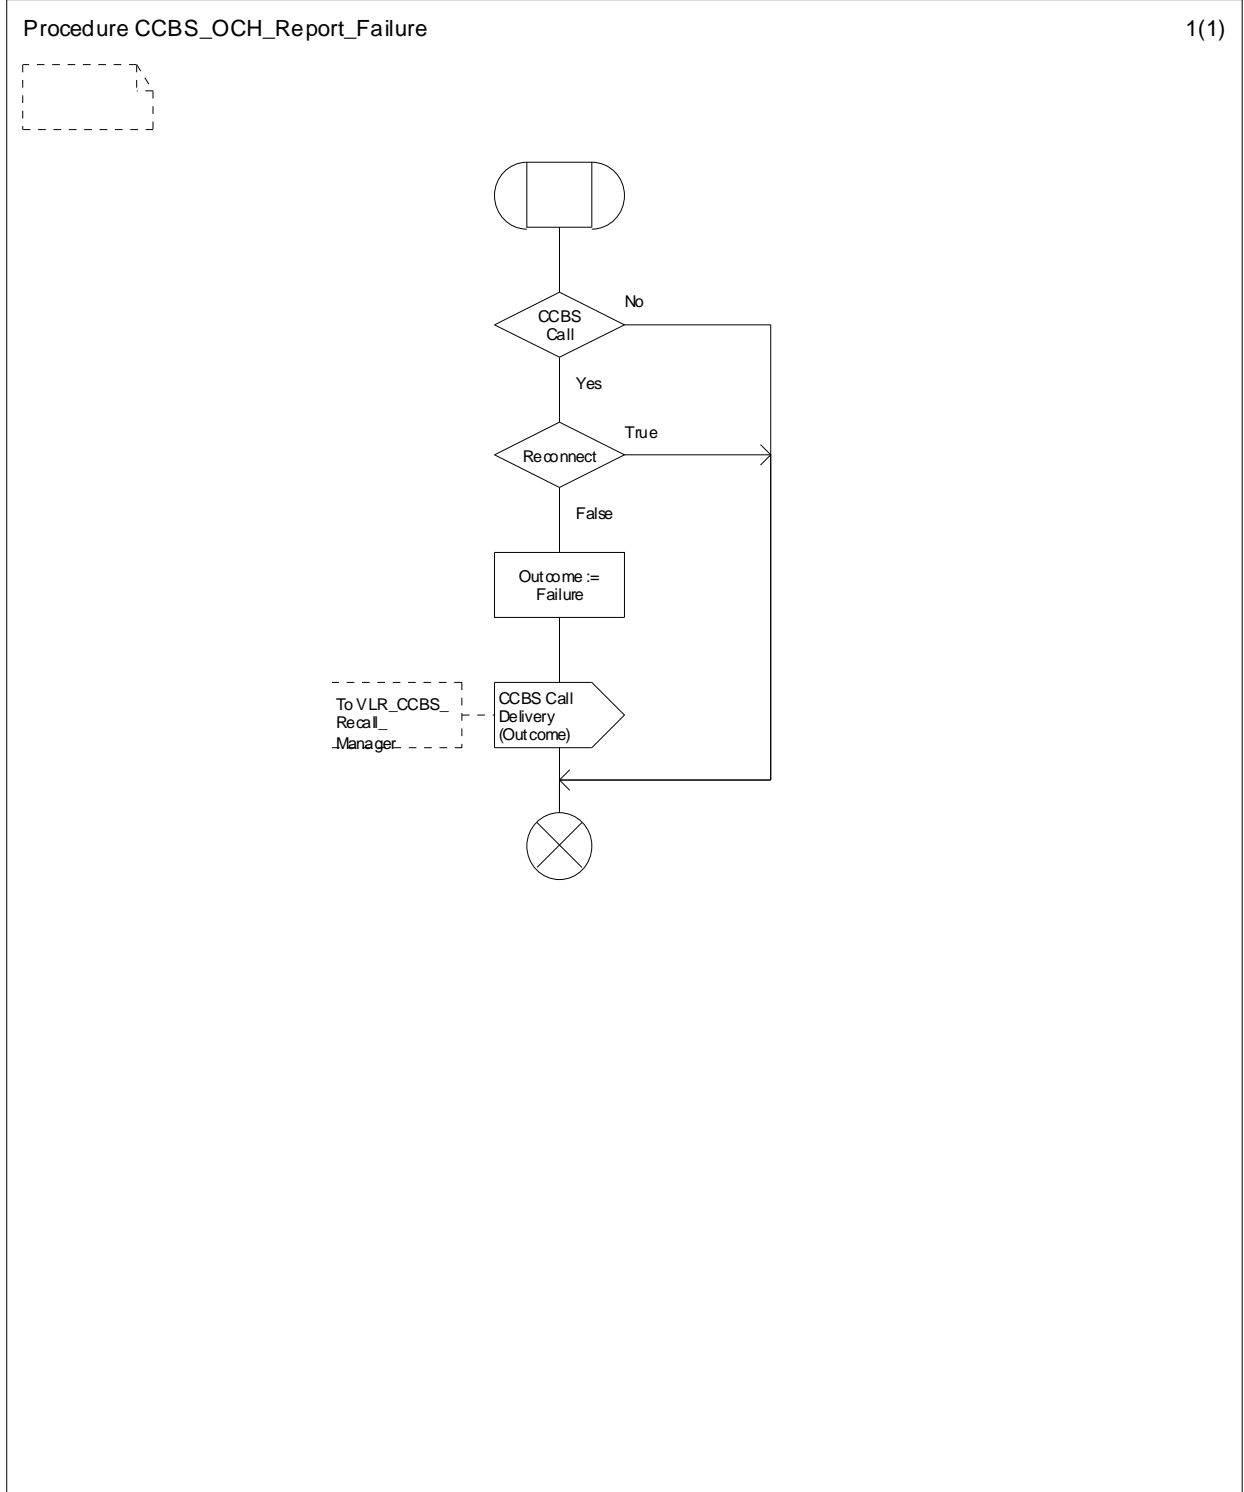 Procedure CCBS_OCH_Report_Failure
1(1)
CCBS
Call
No
Yes
Reconnect
True
False
Outcome :=
Failure
To VLR_CCBS_
Recall_
Manager
CCBS Call
Delivery
(Outcome)